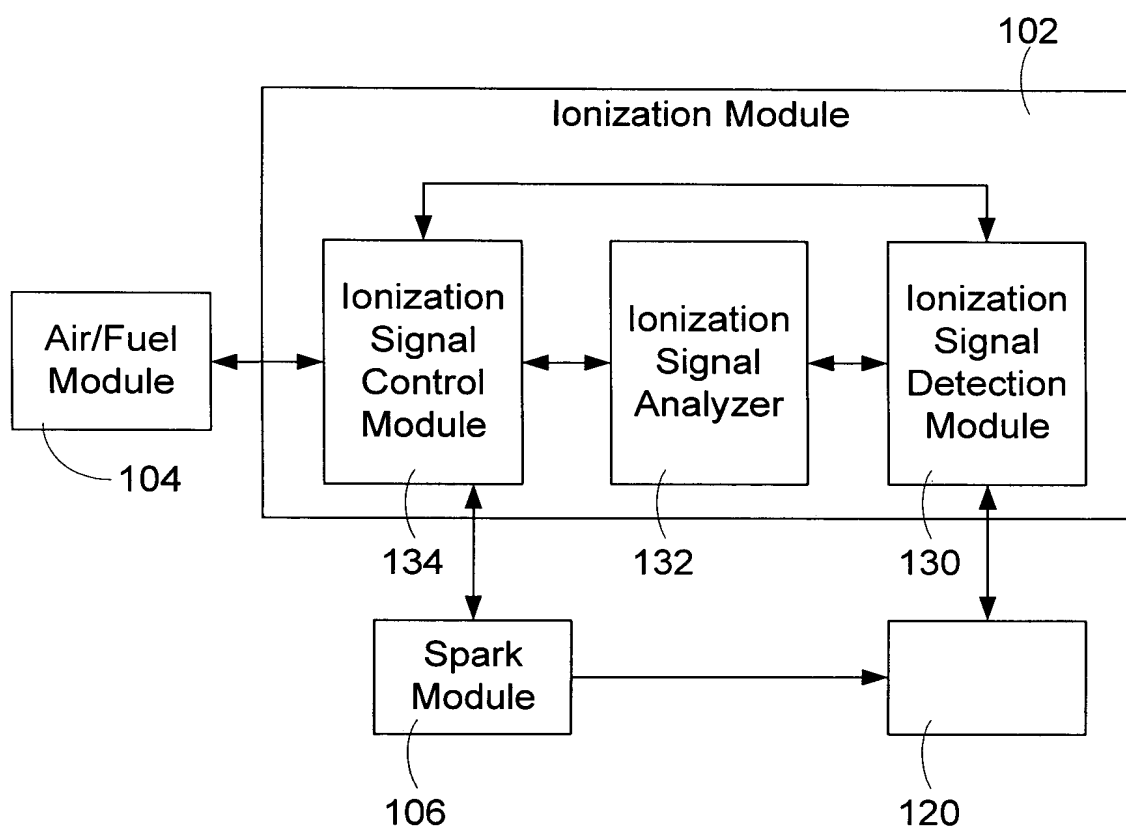 102
Ionization Module
Ionization
Signal
Control
Module
Ionization
Signal
Analyzer
Ionization
Signal
Detection
Module
Air/Fuel
Module
104
134
132
130
Spark
Module
106
120